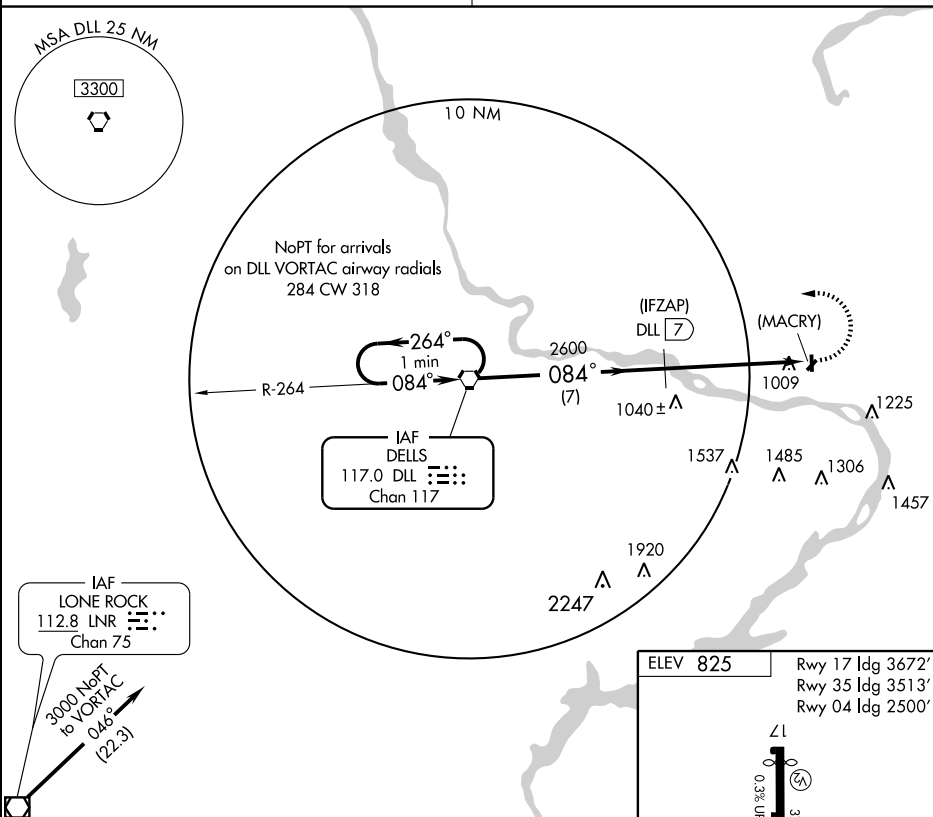 MSA DLL 25 NM
3300
10 NM
NoPT for arrivals
on DLL VORTAC airway radials
284 CW 318
(IFZAP)
DLL 7
(MACRY)
264°
1 min
084°
2600
084°
(7)
R-264
1009
1040±
1225
IAF
DELLS
117.0 DLL
Chan 117
1537
1485
1306
1457
1920
2247
IAF
LONE ROCK
112.8 LNR
Chan 75
3000 NoPT
to VORTAC
046°
(22.3)
ELEV 825
Rwy 17 ldg 3672'
Rwy 35 ldg 3513'
Rwy 04 ldg 2500'
17
V2
0.3% UP
3